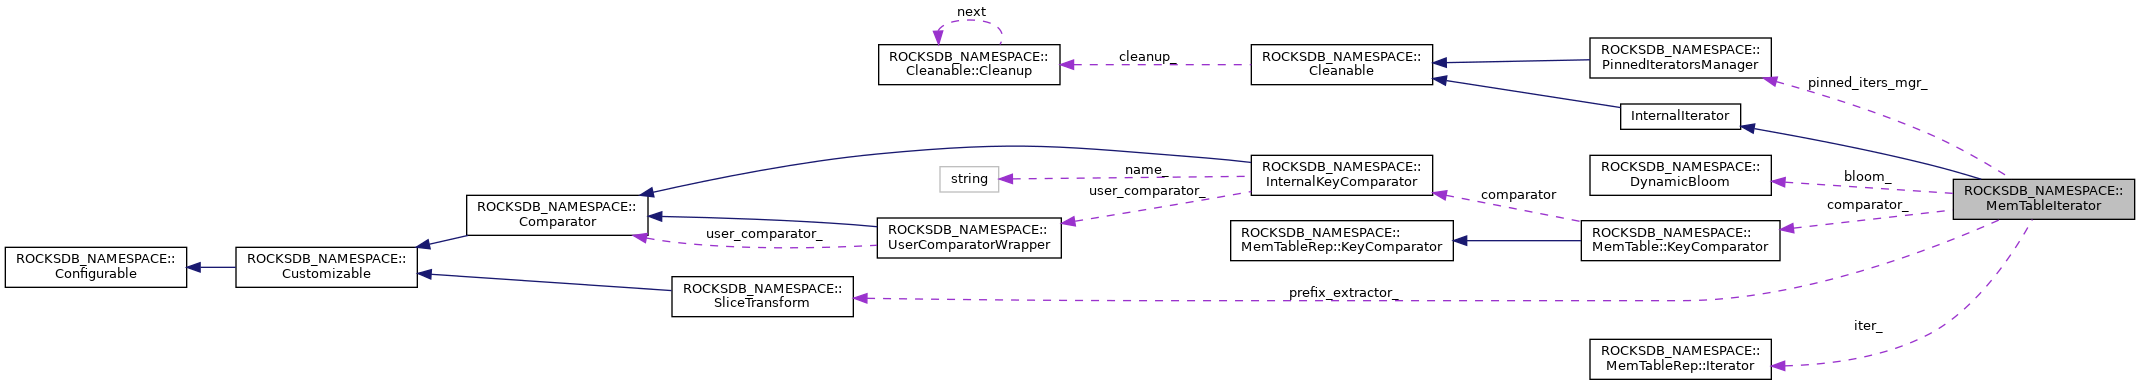 next
ROCKSDB_NAMESPACE::
Cleanable::Cleanup
cleanup_
ROCKSDB_NAMESPACE::
Cleanable
ROCKSDB_NAMESPACE::
PinnedIteratorsManager
pinned_iters_mgr_
InternalIterator
string
name_
user_comparator_
ROCKSDB_NAMESPACE::
InternalKeyComparator
comparator
ROCKSDB_NAMESPACE::
DynamicBloom
bloom_
comparator_
ROCKSDB_NAMESPACE::
MemTableIterator
ROCKSDB_NAMESPACE::
Comparator
user_comparator_
ROCKSDB_NAMESPACE::
UserComparatorWrapper
ROCKSDB_NAMESPACE::
MemTableRep::KeyComparator
ROCKSDB_NAMESPACE::
MemTable::KeyComparator
ROCKSDB_NAMESPACE::
Configurable
ROCKSDB_NAMESPACE::
Customizable
ROCKSDB_NAMESPACE::
SliceTransform
prefix_extractor_
iter_
ROCKSDB_NAMESPACE::
MemTableRep::Iterator